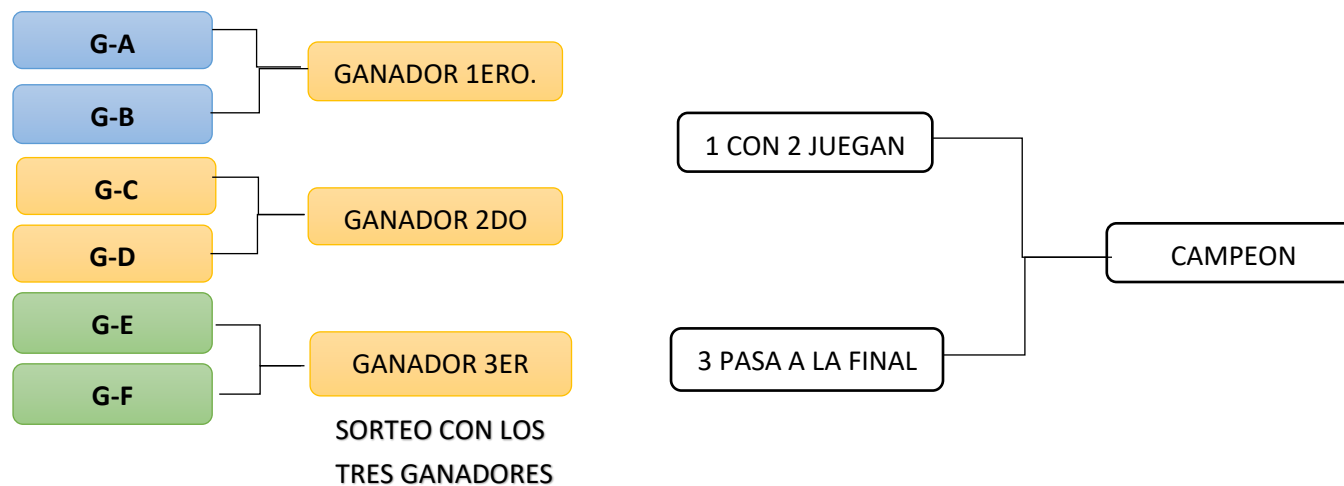 G-A
G-B
GANADOR 1ERO.
G-C
G-D
GANADOR 2DO
G-E
G-F
GANADOR 3ER
SORTEO CON LOS
TRES GANADORES
1 CON 2 JUEGAN
3 PASA A LA FINAL
CAMPEON